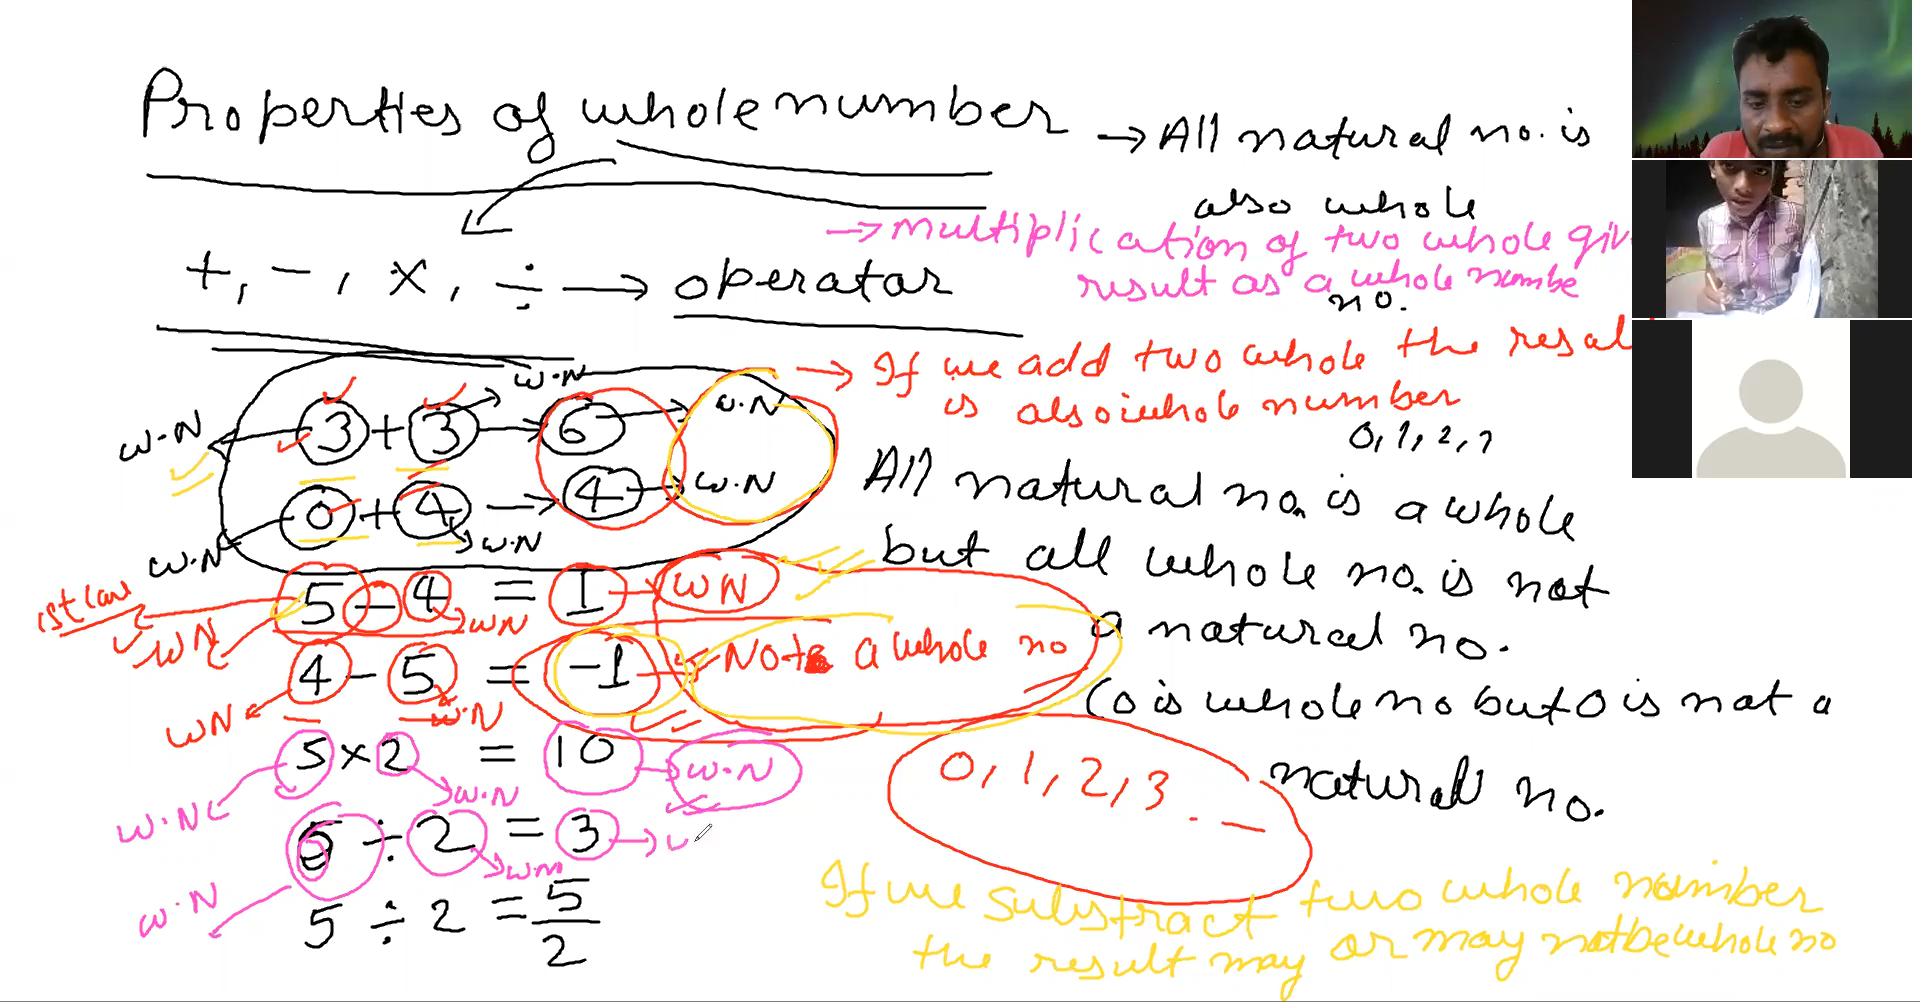 Properties of whole number
→ All natural no. is
also whole
no.
→ multiplication of two whole giv
result as a whole numbe
+, -, ×, ÷ → operator
→ If we add two whole the resul
is also whole number
0, 1, 2, 
W.N
W.N 3 + 3 → 6 → W.N
0 + 4 → 4 → W.N
W.N W.N
All natural no. is a whole
but all whole no. is not
a natural no.
(0 is whole no but 0 is not a
natural no.
1st law 5 - 4 = 1 → WN
WN WN
4 - 5 = -1 → Not a whole no
WN W.N
5 × 2 = 10 → W.N
W.N W.N
÷ 2 = 3 →
W.N
5 ÷ 2 = 5/2
0, 1, 2, 3 . —
If we substract two whole number
the result may or may not be whole no